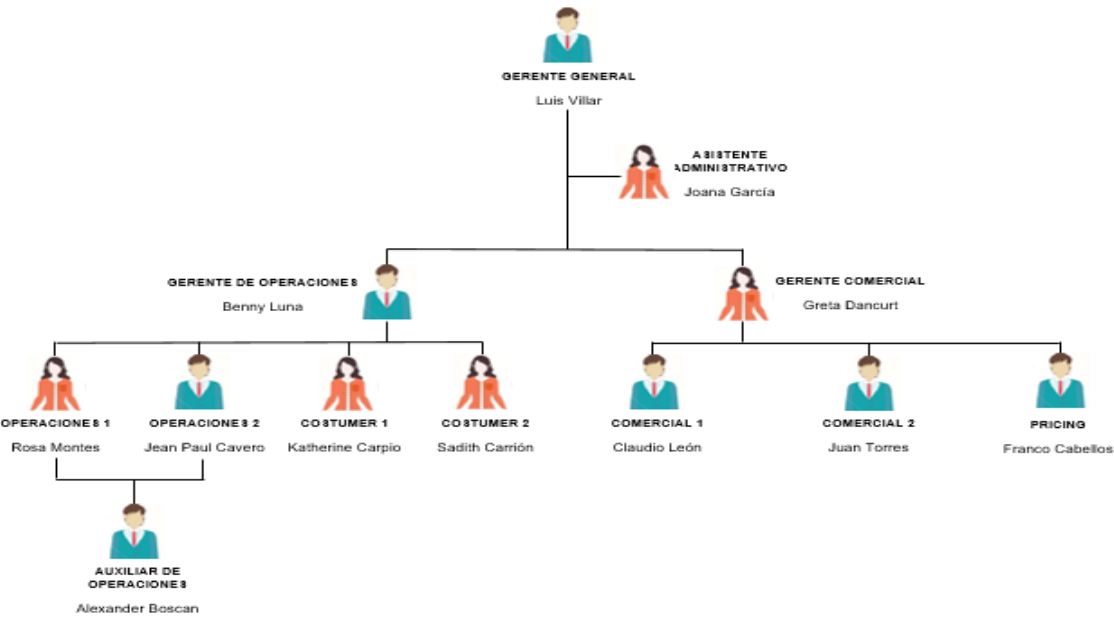 GERENTE GENERAL
Luis Villar
ASISTENTE
ADMINISTRATIVO
Joana García
GERENTE DE OPERACIONES
Benny Luna
GERENTE COMERCIAL
Greta Dancurt
OPERACIONES 1
OPERACIONES 2
COSTUMER 1
COSTUMER 2
COMERCIAL 1
COMERCIAL 2
PRICING
Rosa Montes
Jean Paul Cavero
Katherine Carpio
Sadith Carrión
Claudio León
Juan Torres
Franco Cabellos
AUXILIAR DE
OPERACIONES
Alexander Boscan